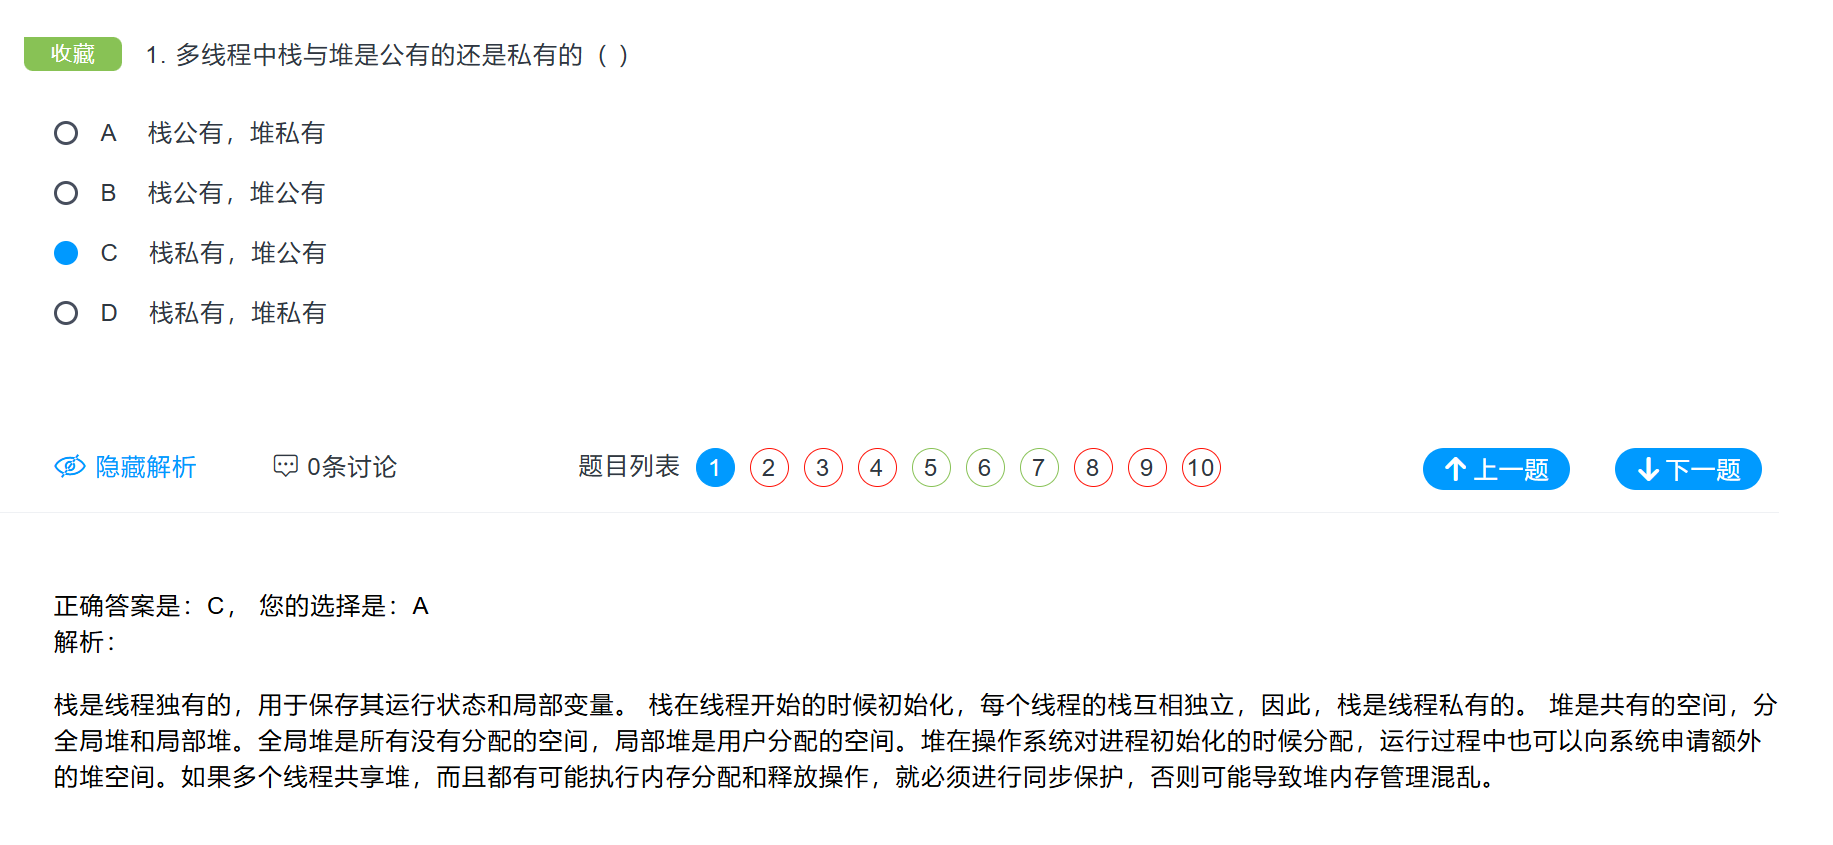 收藏 1. 多线程中栈与堆是公有的还是私有的（ ）
A 栈公有，堆私有
B 栈公有，堆公有
C 栈私有，堆公有
D 栈私有，堆私有
隐藏解析 0条讨论 题目列表 1 2 3 4 5 6 7 8 9 10 上一题 下一题
正确答案是：C， 您的选择是：A
解析：
栈是线程独有的，用于保存其运行状态和局部变量。 栈在线程开始的时候初始化，每个线程的栈互相独立，因此，栈是线程私有的。 堆是共有的空间，分
全局堆和局部堆。全局堆是所有没有分配的空间，局部堆是用户分配的空间。堆在操作系统对进程初始化的时候分配，运行过程中也可以向系统申请额外
的堆空间。如果多个线程共享堆，而且都有可能执行内存分配和释放操作，就必须进行同步保护，否则可能导致堆内存管理混乱。